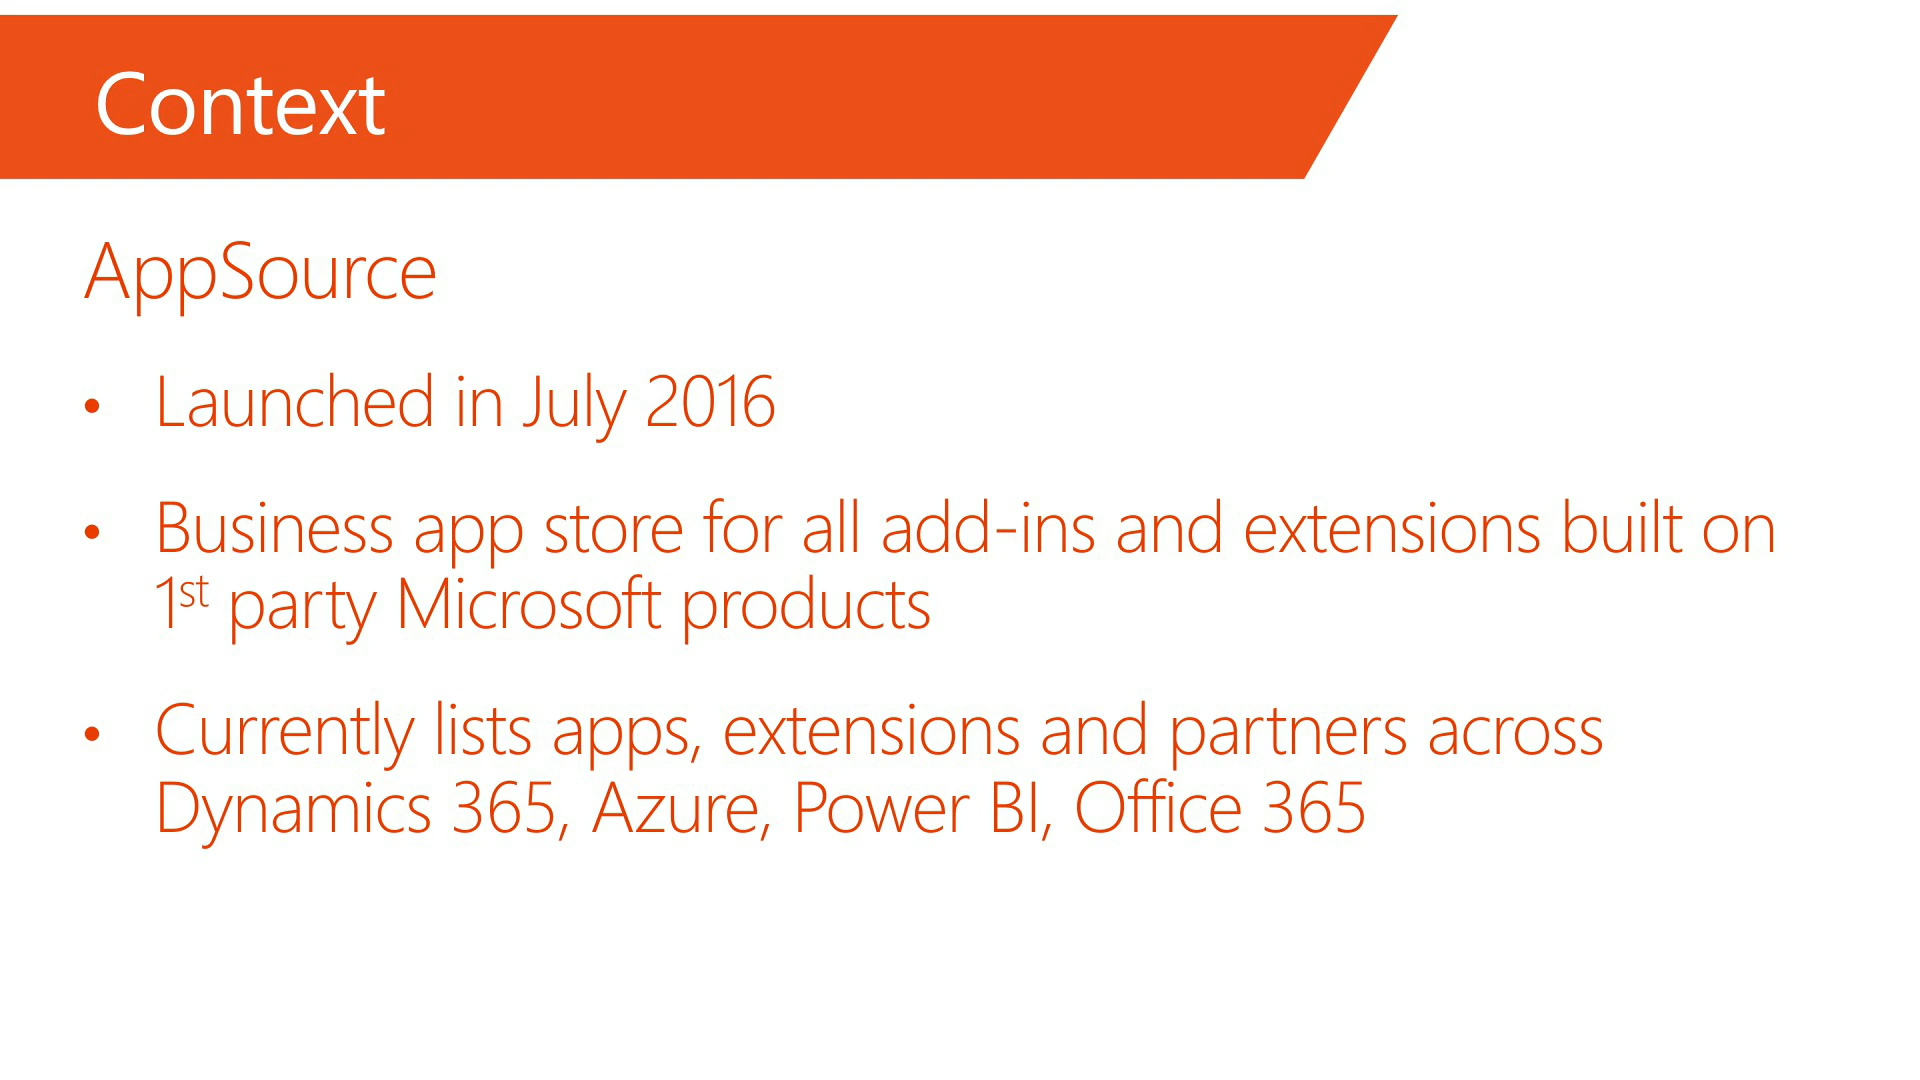 Context
AppSource
• Launched in July 2016
• Business app store for all add-ins and extensions built on
1st party Microsoft products
• Currently lists apps, extensions and partners across
Dynamics 365, Azure, Power BI, Office 365